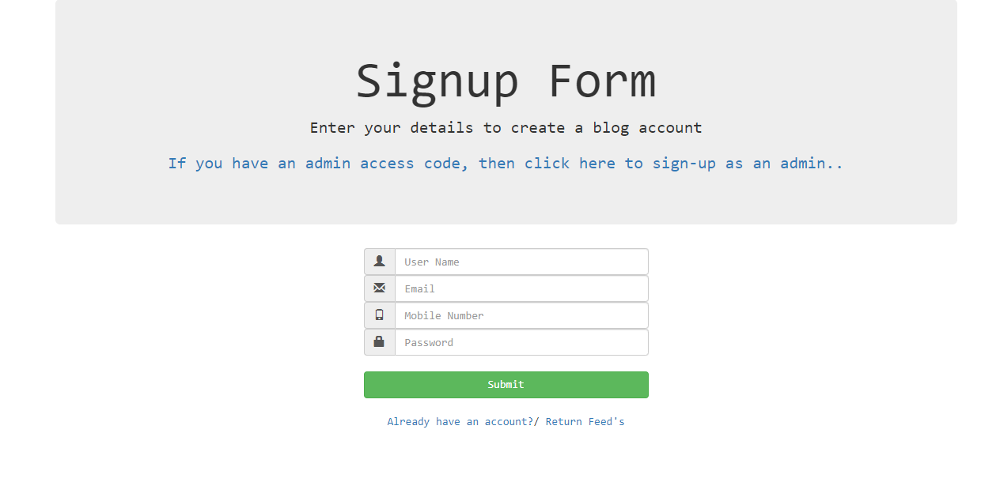 Signup Form
Enter your details to create a blog account
If you have an admin access code, then click here to sign-up as an admin..
User Name
Email
Mobile Number
Password
Submit
Already have an account?/ Return Feed's